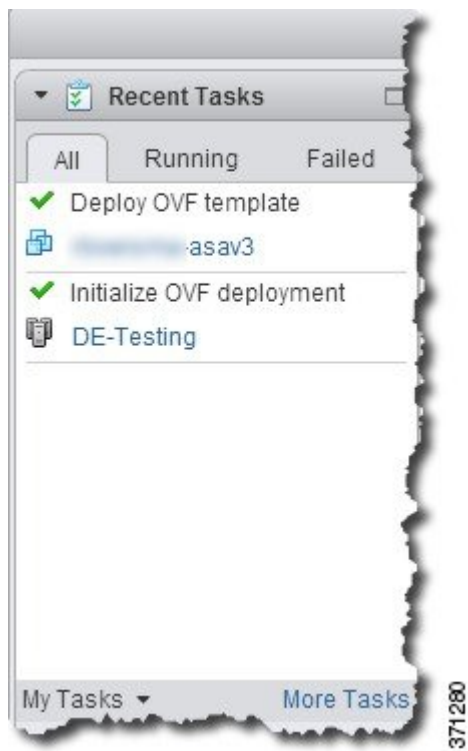 Recent Tasks
All Running Failed
Deploy OVF template
-asav3
Initialize OVF deployment
DE-Testing
My Tasks More Tasks
371280